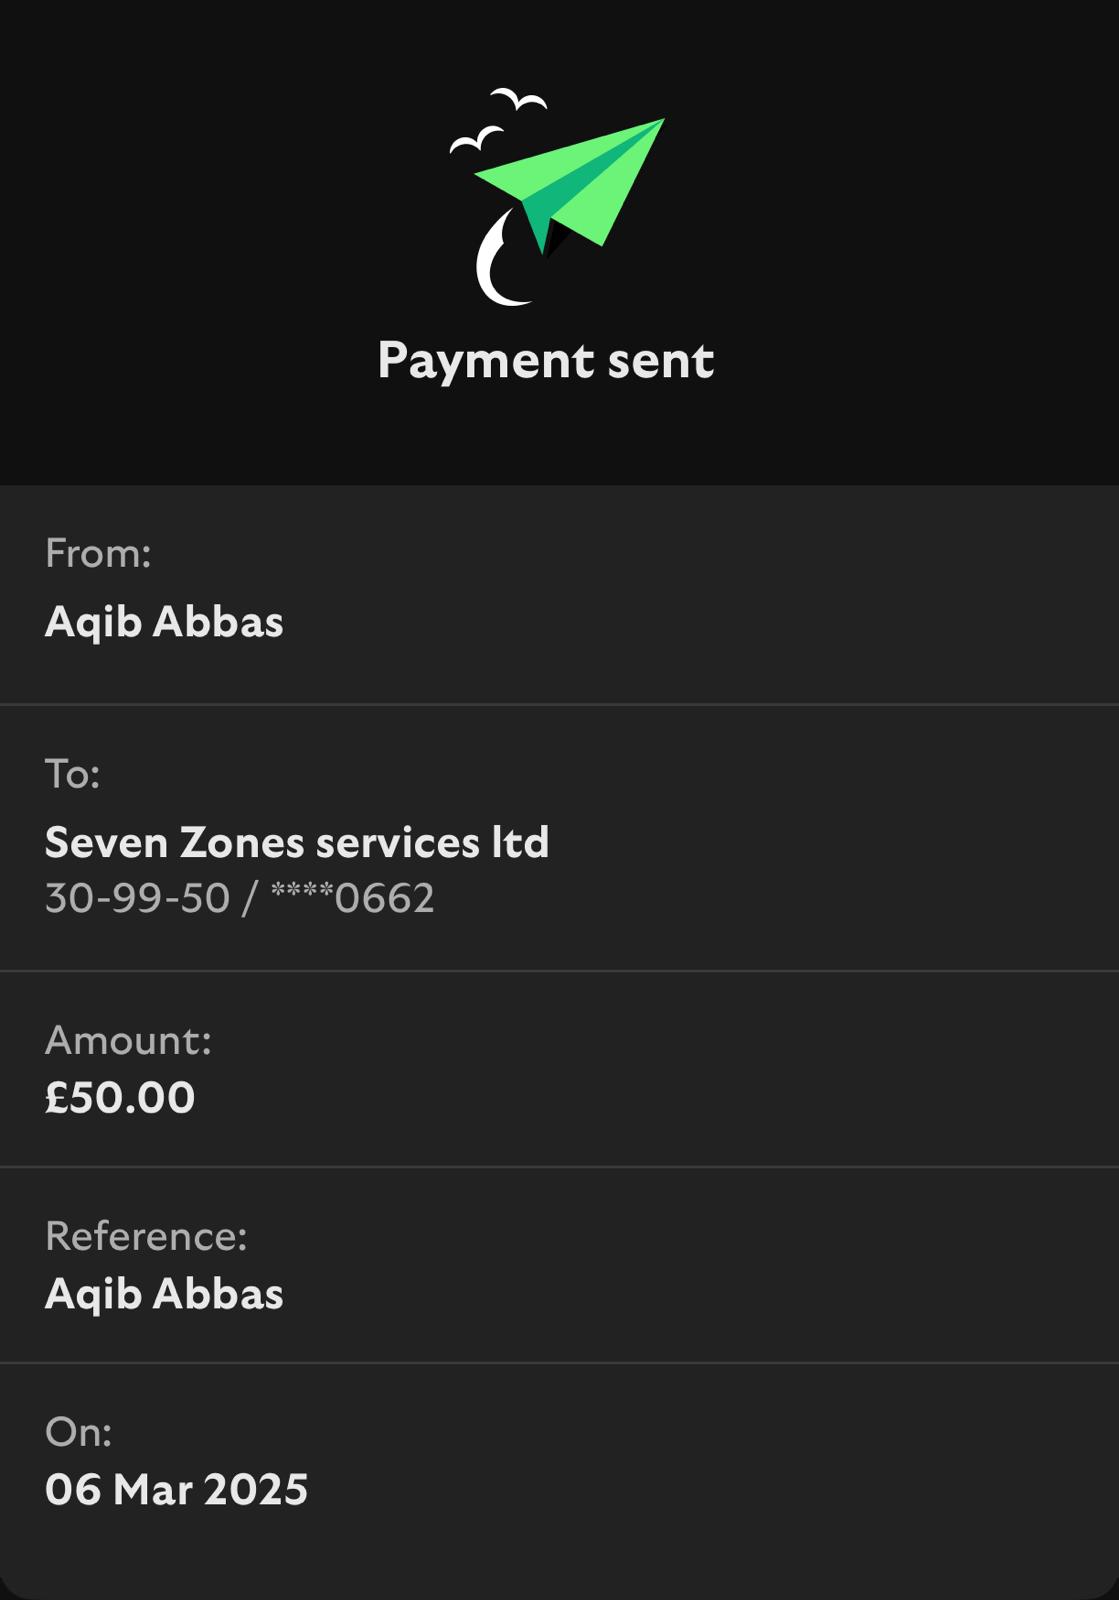 Payment sent
From:
Aqib Abbas
To:
Seven Zones services ltd
30-99-50 / ****0662
Amount:
£50.00
Reference:
Aqib Abbas
On:
06 Mar 2025